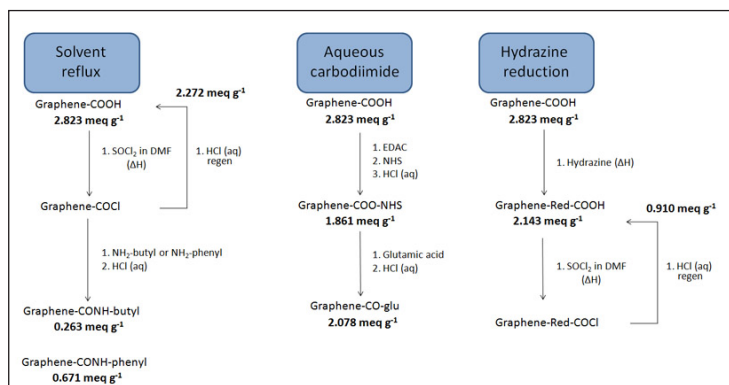 Solvent
reflux
Graphene-COOH
2.823 meq g⁻¹
2.272 meq g⁻¹
1. SOCl₂ in DMF
(ΔH)
1. HCl (aq)
regen
Graphene-COCl
1. NH₂-butyl or NH₂-phenyl
2. HCl (aq)
Graphene-CONH-butyl
0.263 meq g⁻¹
Graphene-CONH-phenyl
0.671 meq g⁻¹
Aqueous
carbodiimide
Graphene-COOH
2.823 meq g⁻¹
1. EDAC
2. NHS
3. HCl (aq)
Graphene-COO-NHS
1.861 meq g⁻¹
1. Glutamic acid
2. HCl (aq)
Graphene-CO-glu
2.078 meq g⁻¹
Hydrazine
reduction
Graphene-COOH
2.823 meq g⁻¹
1. Hydrazine (ΔH)
Graphene-Red-COOH
2.143 meq g⁻¹
0.910 meq g⁻¹
1. SOCl₂ in DMF
(ΔH)
1. HCl (aq)
regen
Graphene-Red-COCl